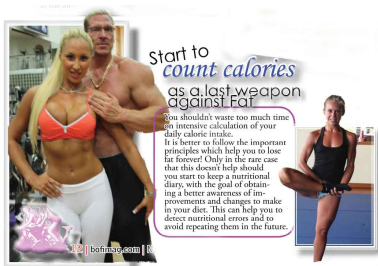 Start to
count calories
as a last weapon
against Fat
You shouldn't waste too much time
on intensive calculation of your
daily calorie intake.
It is better to follow the important
principles which help you to lose
fat forever! Only in the rare case
that this doesn't help should
you start to keep a nutritional
diary, with the goal of obtain-
ing a better awareness of im-
provements and changes to make
in your diet. This can help you to
detect nutritional errors and to
avoid repeating them in the future.
12 | bofimag.com | N